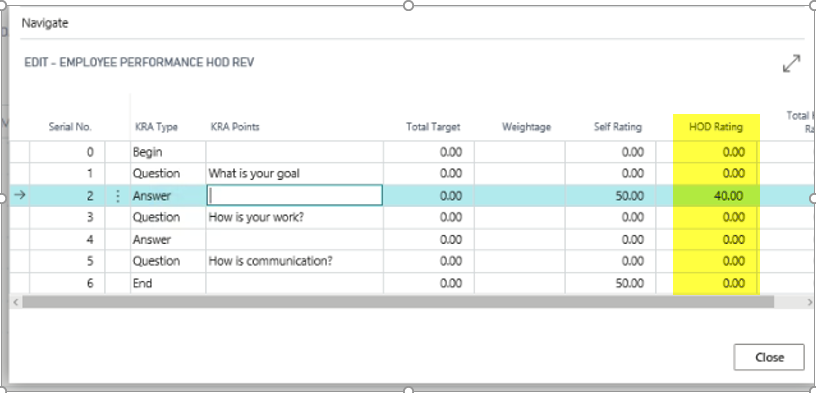 Navigate
EDIT - EMPLOYEE PERFORMANCE HOD REV
Serial No. KRA Type KRA Points Total Target Weightage Self Rating HOD Rating Total
0 Begin 0.00 0.00 0.00
1 Question What is your goal 0.00 0.00 0.00
2 Answer 0.00 50.00 40.00
3 Question How is your work? 0.00 0.00 0.00
4 Answer 0.00 0.00 0.00
5 Question How is communication? 0.00 0.00 0.00
6 End 0.00 50.00 0.00
Close